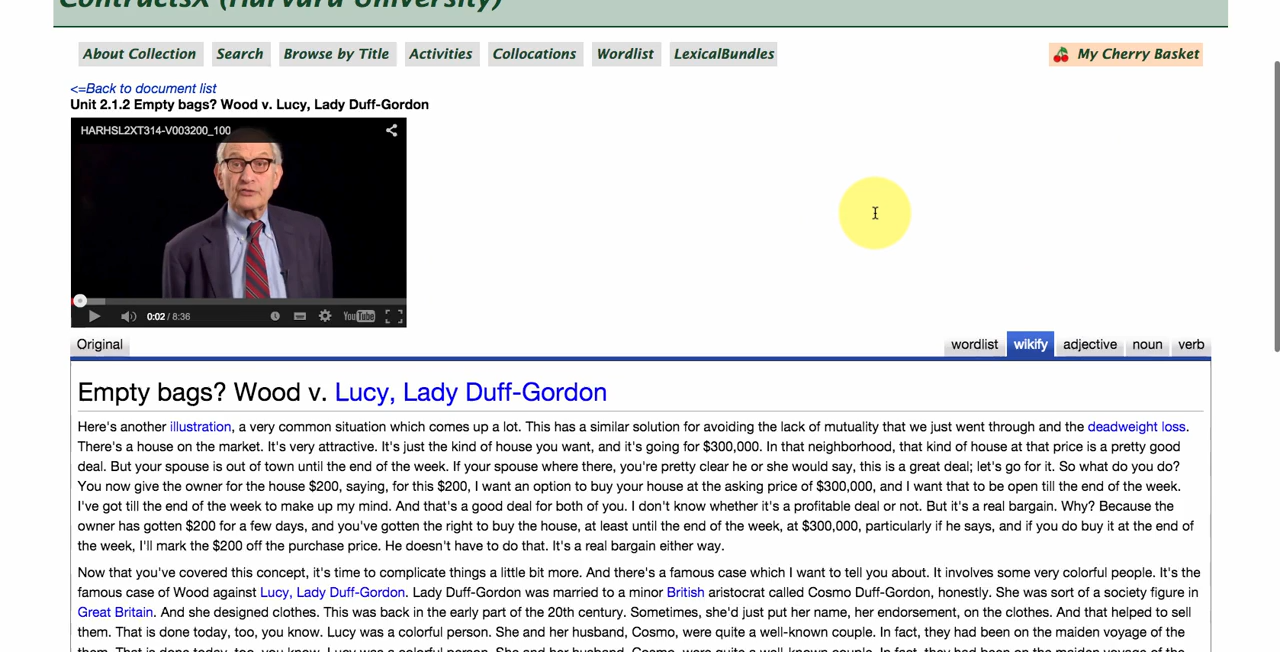 ContractsX (Harvard University)
About Collection Search Browse by Title Activities Collocations Wordlist LexicalBundles My Cherry Basket
<=Back to document list
Unit 2.1.2 Empty bags? Wood v. Lucy, Lady Duff-Gordon
HARHSL2XT314-V003200_100
0:02 / 8:36 YouTube
Original wordlist wikify adjective noun verb
Empty bags? Wood v. Lucy, Lady Duff-Gordon
Here's another illustration, a very common situation which comes up a lot. This has a similar solution for avoiding the lack of mutuality that we just went through and the deadweight loss.
There's a house on the market. It's very attractive. It's just the kind of house you want, and it's going for $300,000. In that neighborhood, that kind of house at that price is a pretty good
deal. But your spouse is out of town until the end of the week. If your spouse where there, you're pretty clear he or she would say, this is a great deal; let's go for it. So what do you do?
You now give the owner for the house $200, saying, for this $200, I want an option to buy your house at the asking price of $300,000, and I want that to be open till the end of the week.
I've got till the end of the week to make up my mind. And that's a good deal for both of you. I don't know whether it's a profitable deal or not. But it's a real bargain. Why? Because the
owner has gotten $200 for a few days, and you've gotten the right to buy the house, at least until the end of the week, at $300,000, particularly if he says, and if you do buy it at the end of
the week, I'll mark the $200 off the purchase price. He doesn't have to do that. It's a real bargain either way.
Now that you've covered this concept, it's time to complicate things a little bit more. And there's a famous case which I want to tell you about. It involves some very colorful people. It's the
famous case of Wood against Lucy, Lady Duff-Gordon. Lady Duff-Gordon was married to a minor British aristocrat called Cosmo Duff-Gordon, honestly. She was sort of a society figure in
Great Britain. And she designed clothes. This was back in the early part of the 20th century. Sometimes, she'd just put her name, her endorsement, on the clothes. And that helped to sell
them. That is done today, too, you know. Lucy was a colorful person. She and her husband, Cosmo, were quite a well-known couple. In fact, they had been on the maiden voyage of the